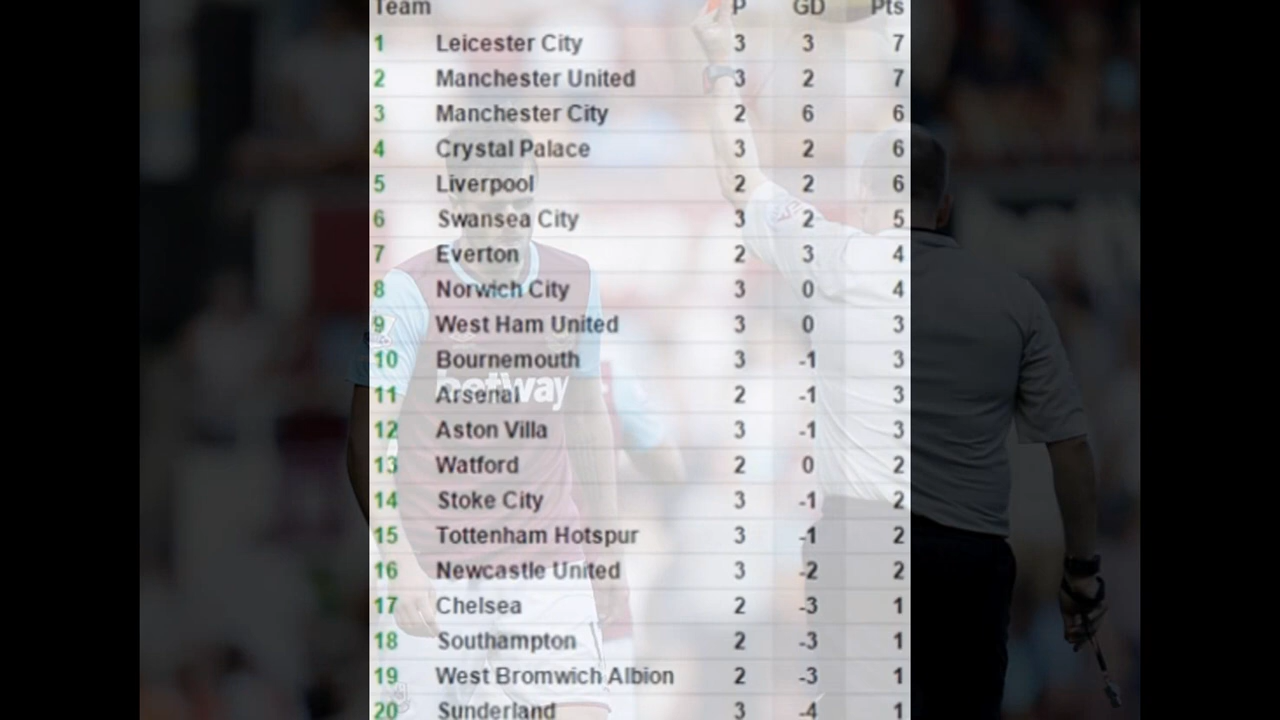 Team P GD Pts
1 Leicester City 3 3 7
2 Manchester United 3 2 7
3 Manchester City 2 6 6
4 Crystal Palace 3 2 6
5 Liverpool 2 2 6
6 Swansea City 3 2 5
7 Everton 2 3 4
8 Norwich City 3 0 4
9 West Ham United 3 0 3
10 Bournemouth 3 -1 3
betway
11 Arsenal 2 -1 3
12 Aston Villa 3 -1 3
13 Watford 2 0 2
14 Stoke City 3 -1 2
15 Tottenham Hotspur 3 -1 2
16 Newcastle United 3 -2 2
17 Chelsea 2 -3 1
18 Southampton 2 -3 1
19 West Bromwich Albion 2 -3 1
20 Sunderland 3 -4 1